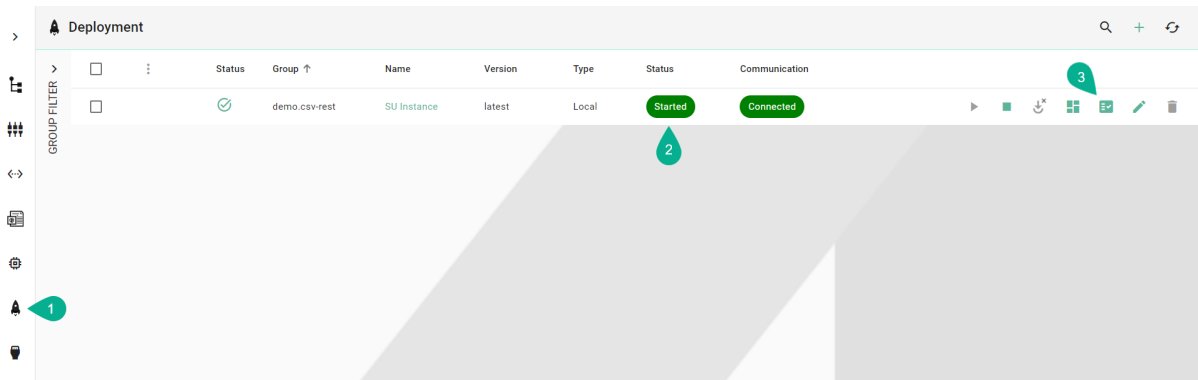 Deployment
Status Group ↑ Name Version Type Status Communication
3
GROUP FILTER
demo.csv-rest SU Instance latest Local Started Connected
2
1